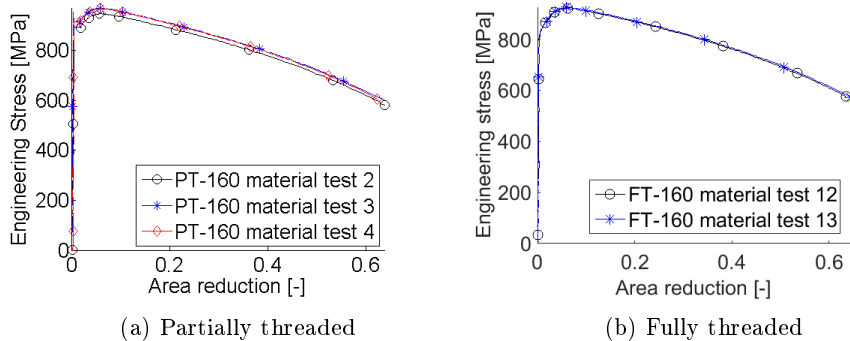 Engineering Stress [MPa]
800
600
400
200
0
PT-160 material test 2
PT-160 material test 3
PT-160 material test 4
0
0.2
0.4
0.6
Area reduction [-]
(a) Partially threaded
Engineering stress [MPa]
800
600
400
200
0
FT-160 material test 12
FT-160 material test 13
0
0.2
0.4
0.6
Area reduction [-]
(b) Fully threaded